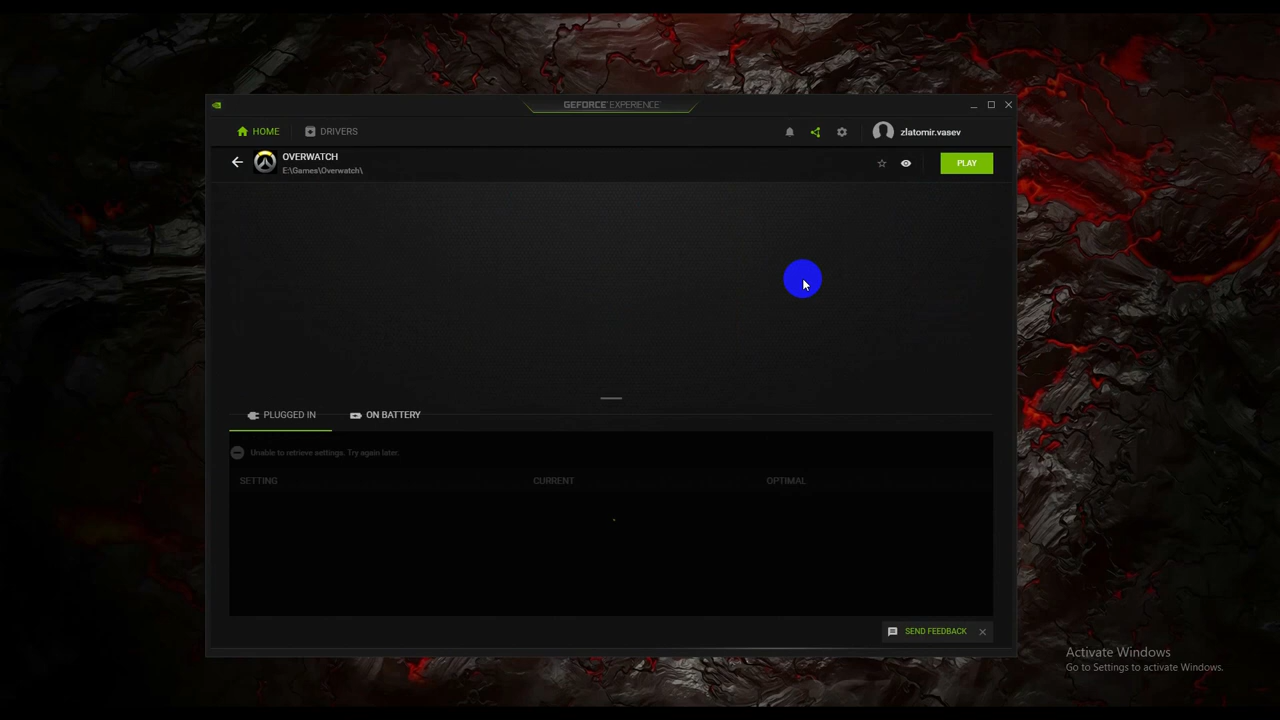 GEFORCE EXPERIENCE
HOME
DRIVERS
zlatomir.vasev
OVERWATCH
E:\Games\Overwatch\
PLAY
PLUGGED IN
ON BATTERY
Unable to retrieve settings. Try again later.
SETTING
CURRENT
OPTIMAL
SEND FEEDBACK
Activate Windows
Go to Settings to activate Windows.